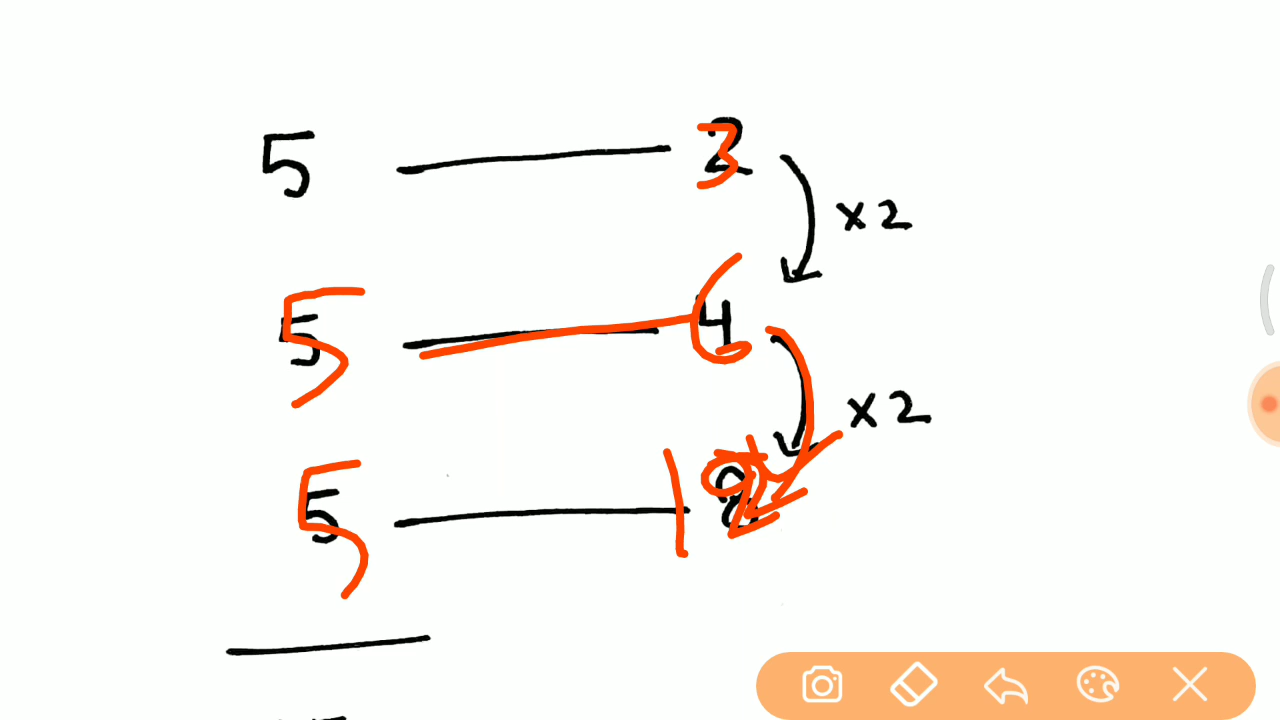 5 — 3
× 2
5 — 6
× 2
5 — 12